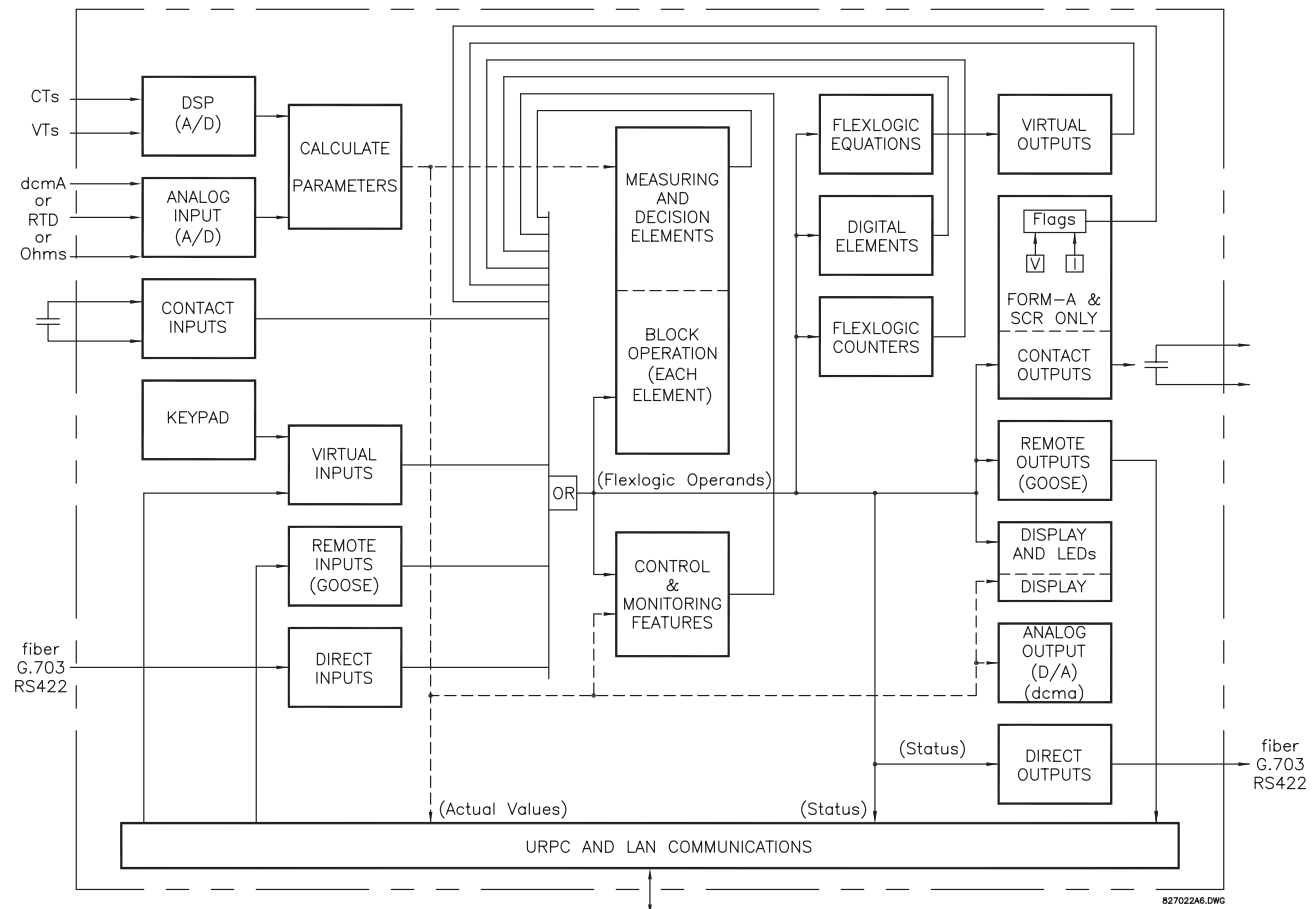 CTs
VTs
dcmA
or
RTD
or
Ohms
DSP
(A/D)
ANALOG
INPUT
(A/D)
CALCULATE
PARAMETERS
CONTACT
INPUTS
KEYPAD
VIRTUAL
INPUTS
REMOTE
INPUTS
(GOOSE)
fiber
G.703
RS422
DIRECT
INPUTS
MEASURING
AND
DECISION
ELEMENTS
BLOCK
OPERATION
(EACH
ELEMENT)
OR
(Flexlogic Operands)
CONTROL
&
MONITORING
FEATURES
FLEXLOGIC
EQUATIONS
DIGITAL
ELEMENTS
FLEXLOGIC
COUNTERS
VIRTUAL
OUTPUTS
Flags
V
I
FORM-A &
SCR ONLY
CONTACT
OUTPUTS
REMOTE
OUTPUTS
(GOOSE)
DISPLAY
AND LEDs
DISPLAY
ANALOG
OUTPUT
(D/A)
(dcma)
(Status)
DIRECT
OUTPUTS
fiber
G.703
RS422
(Actual Values)
(Status)
URPC AND LAN COMMUNICATIONS
827022A6.DWG